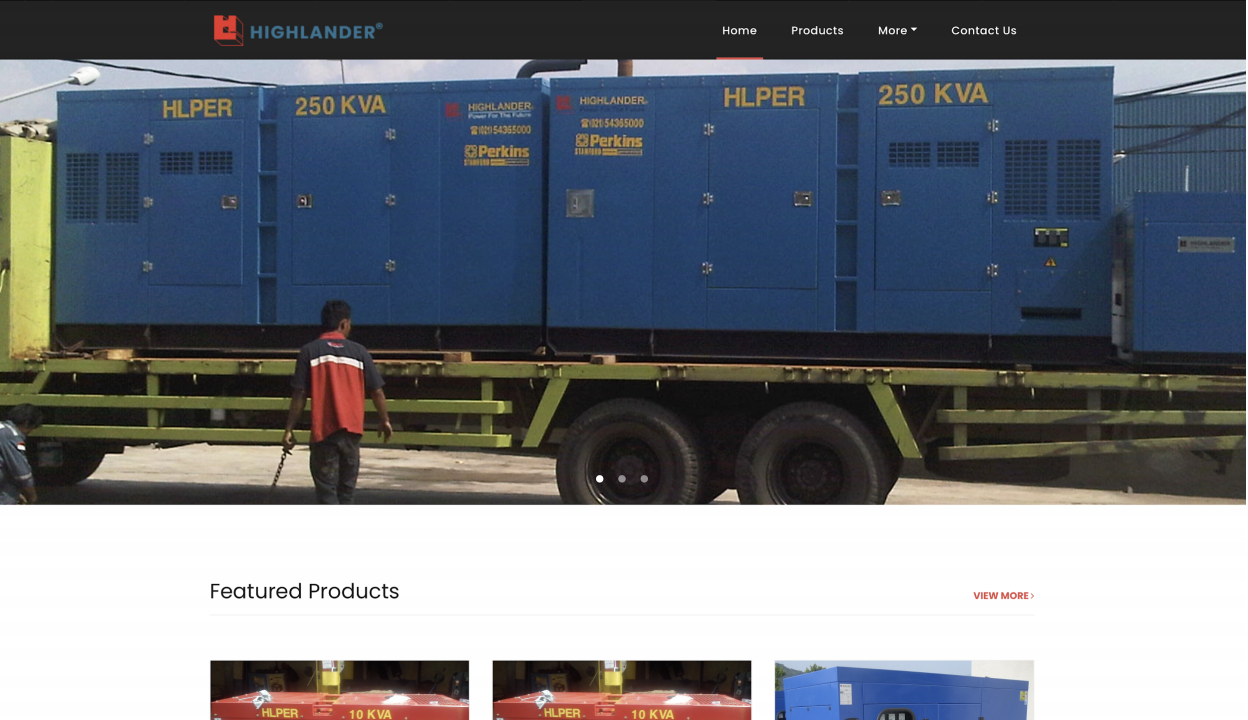 HIGHLANDER®
Home
Products
More
Contact Us
HLPER
250 KVA
HIGHLANDER
Power For The Future
☎(021)54365000
Perkins
STAMFORD
HIGHLANDER
☎(021)54365000
Perkins
STAMFORD
HLPER
250 KVA
HIGHLANDER
Featured Products
VIEW MORE ›
HLPER
10 KVA
HLPER
10 KVA